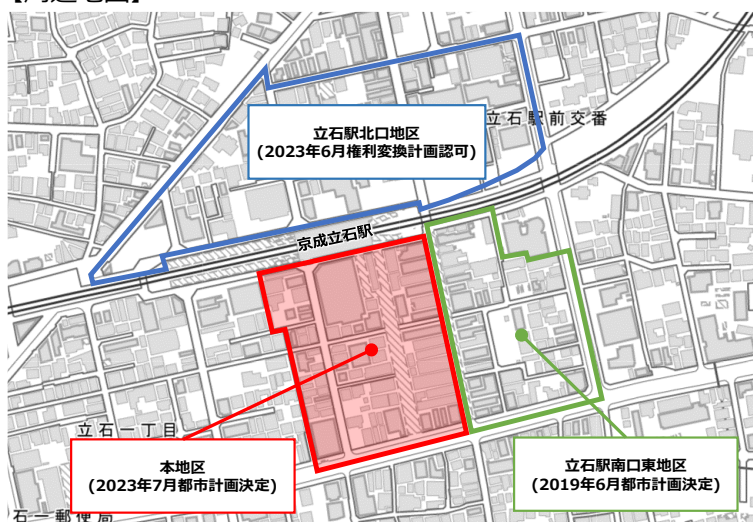 立石駅北口地区
(2023年6月権利変換計画認可)
立石駅前交番
京成立石駅
立石一丁目
本地区
(2023年7月都市計画決定)
立石駅南口東地区
(2019年6月都市計画決定)
石一郵便局